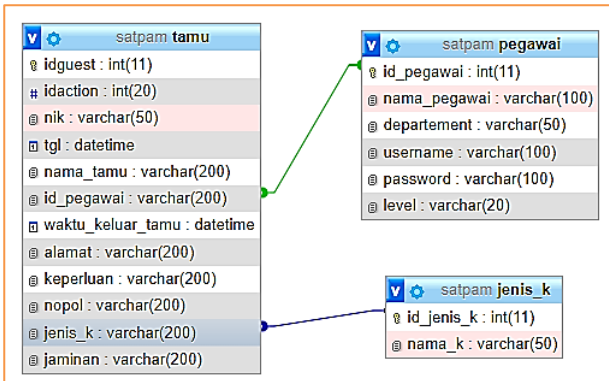 satpam tamu
idguest : int(11)
idaction : int(20)
nik : varchar(50)
tgl : datetime
nama_tamu : varchar(200)
id_pegawai : varchar(200)
waktu_keluar_tamu : datetime
alamat : varchar(200)
keperluan : varchar(200)
nopol : varchar(200)
jenis_k : varchar(200)
jaminan : varchar(200)
satpam pegawai
id_pegawai : int(11)
nama_pegawai : varchar(100)
departement : varchar(50)
username : varchar(100)
password : varchar(100)
level : varchar(20)
satpam jenis_k
id_jenis_k : int(11)
nama_k : varchar(50)